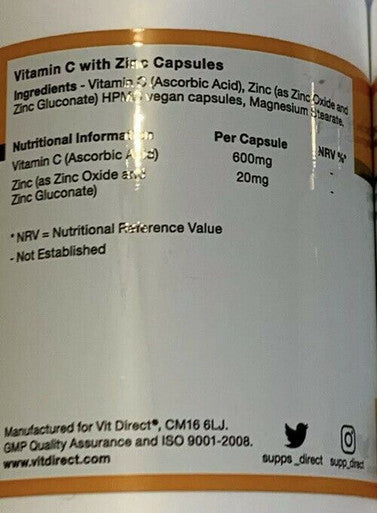 Vitamin C with Zinc Capsules
Ingredients - Vitamin C (Ascorbic Acid), Zinc (as Zinc Oxide and
Zinc Gluconate) HPMC vegan capsules, Magnesium Stearate.
Nutritional Information Per Capsule NRV %*
Vitamin C (Ascorbic Acid) 600mg -
Zinc (as Zinc Oxide and 20mg -
Zinc Gluconate)
* NRV = Nutritional Reference Value
- Not Established
Manufactured for Vit Direct®, CM16 6LJ.
GMP Quality Assurance and ISO 9001-2008.
www.vitdirect.com
supps_direct supp_direct